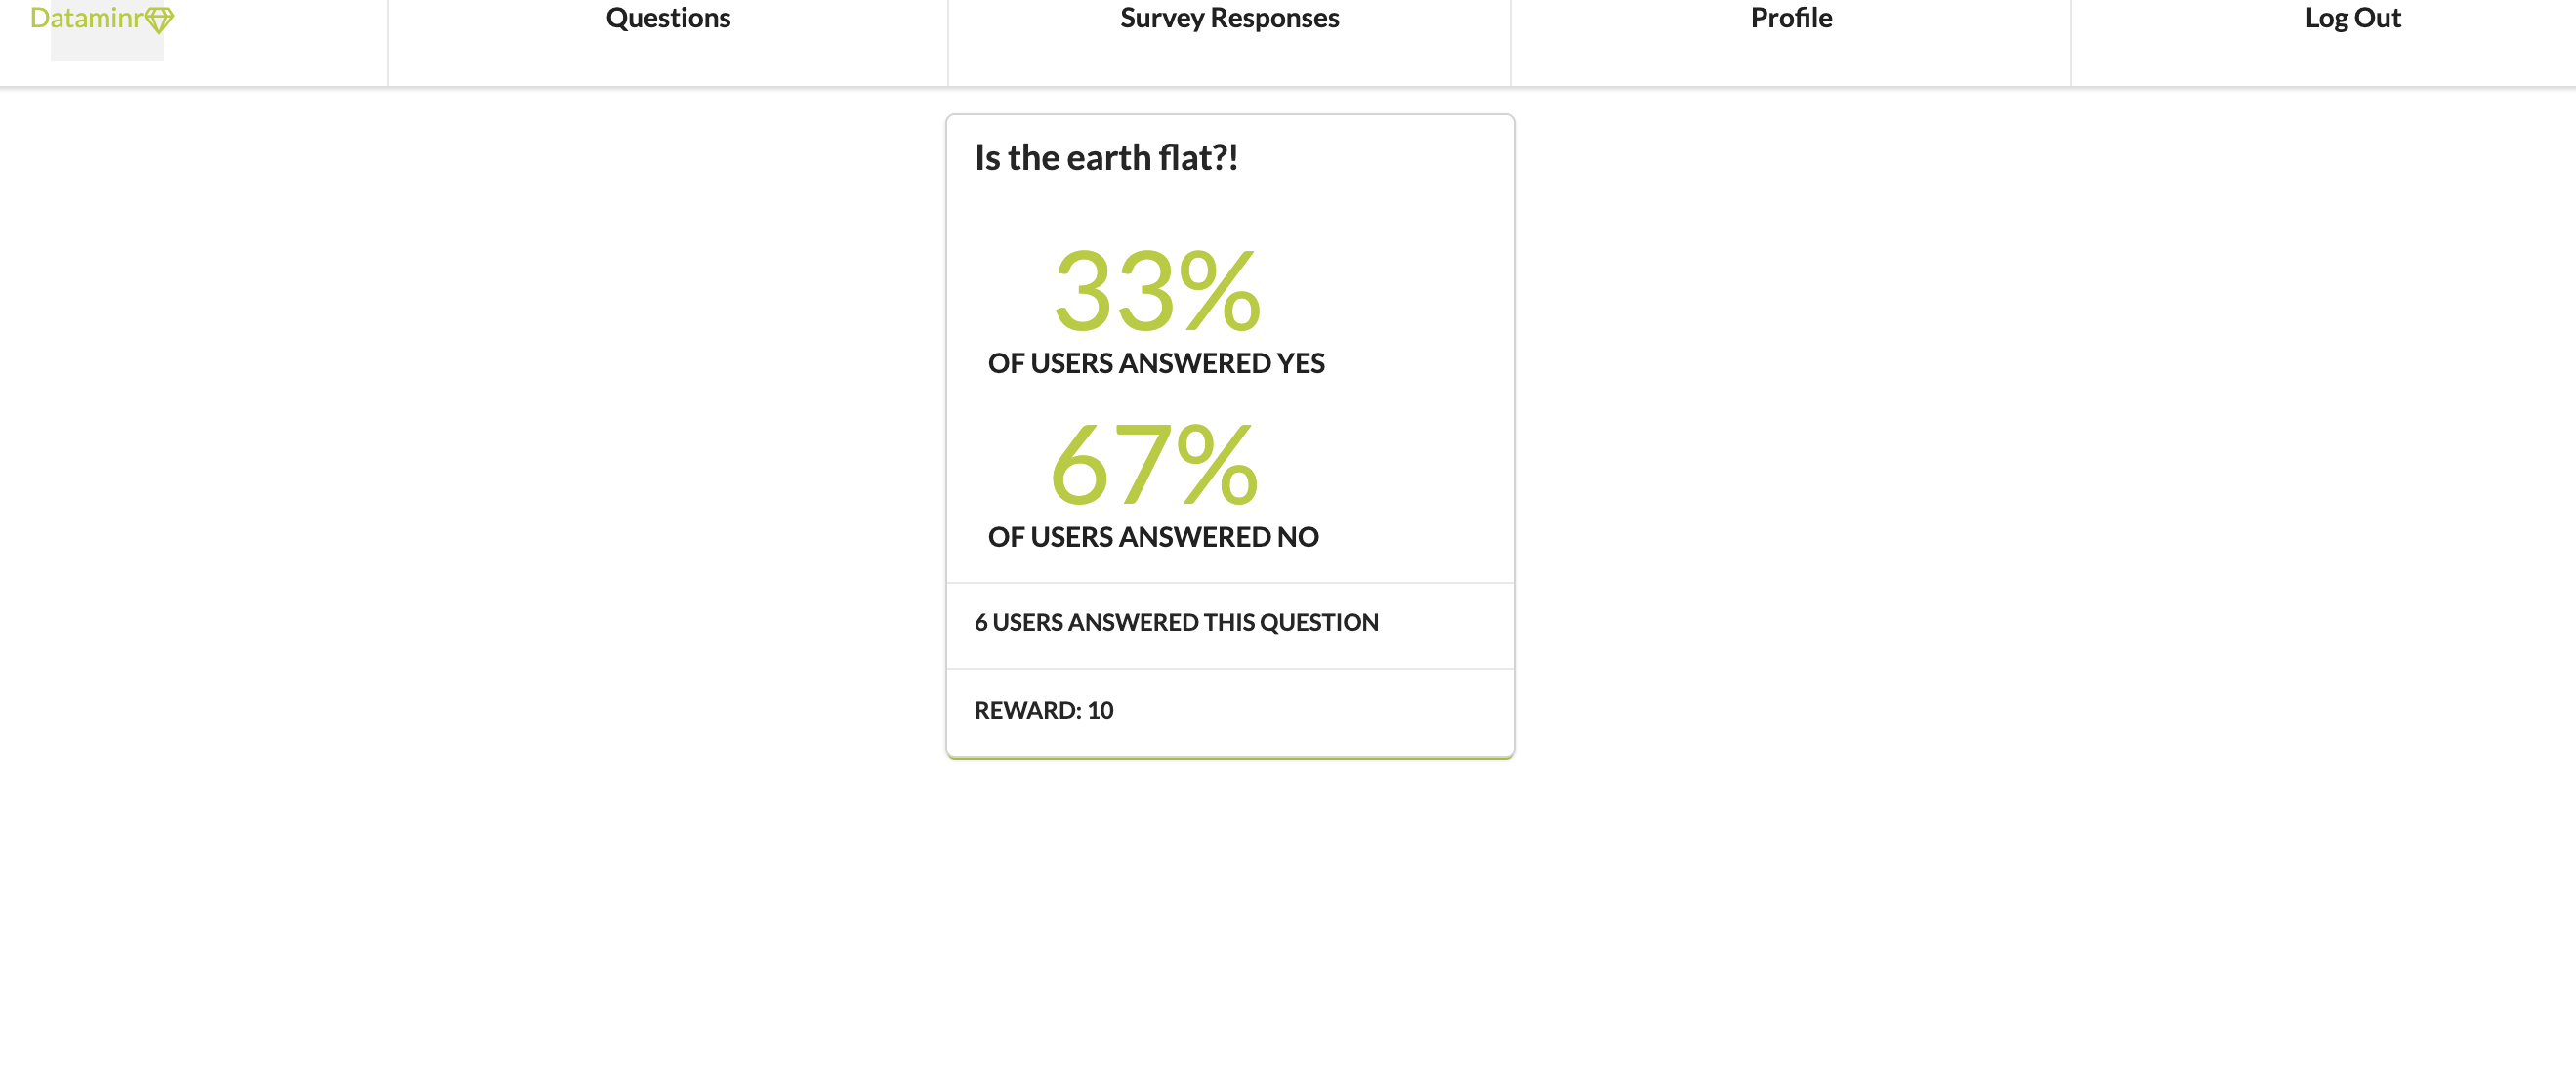 Dataminr
Questions
Survey Responses
Profile
Log Out
Is the earth flat?!
33%
OF USERS ANSWERED YES
67%
OF USERS ANSWERED NO
6 USERS ANSWERED THIS QUESTION
REWARD: 10